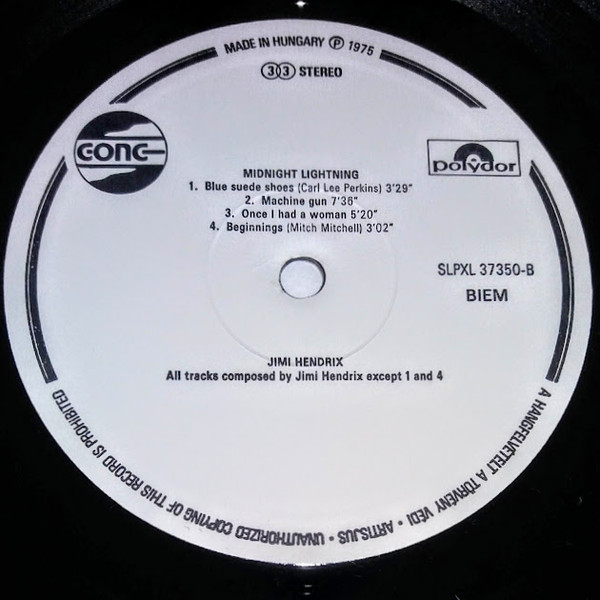 MADE IN HUNGARY Ⓟ 1975
33 STEREO
GONG
polydor
MIDNIGHT LIGHTNING
1. Blue suede shoes (Carl Lee Perkins) 3'29"
2. Machine gun 7'36"
3. Once I had a woman 5'20"
4. Beginnings (Mitch Mitchell) 3'02"
SLPXL 37350-B
BIEM
JIMI HENDRIX
All tracks composed by Jimi Hendrix except 1 and 4
A HANGFELVÉTELT A TÖRVÉNY VÉDI • ARTISJUS • UNAUTHORIZED COPYING OF THIS RECORD IS PROHIBITED